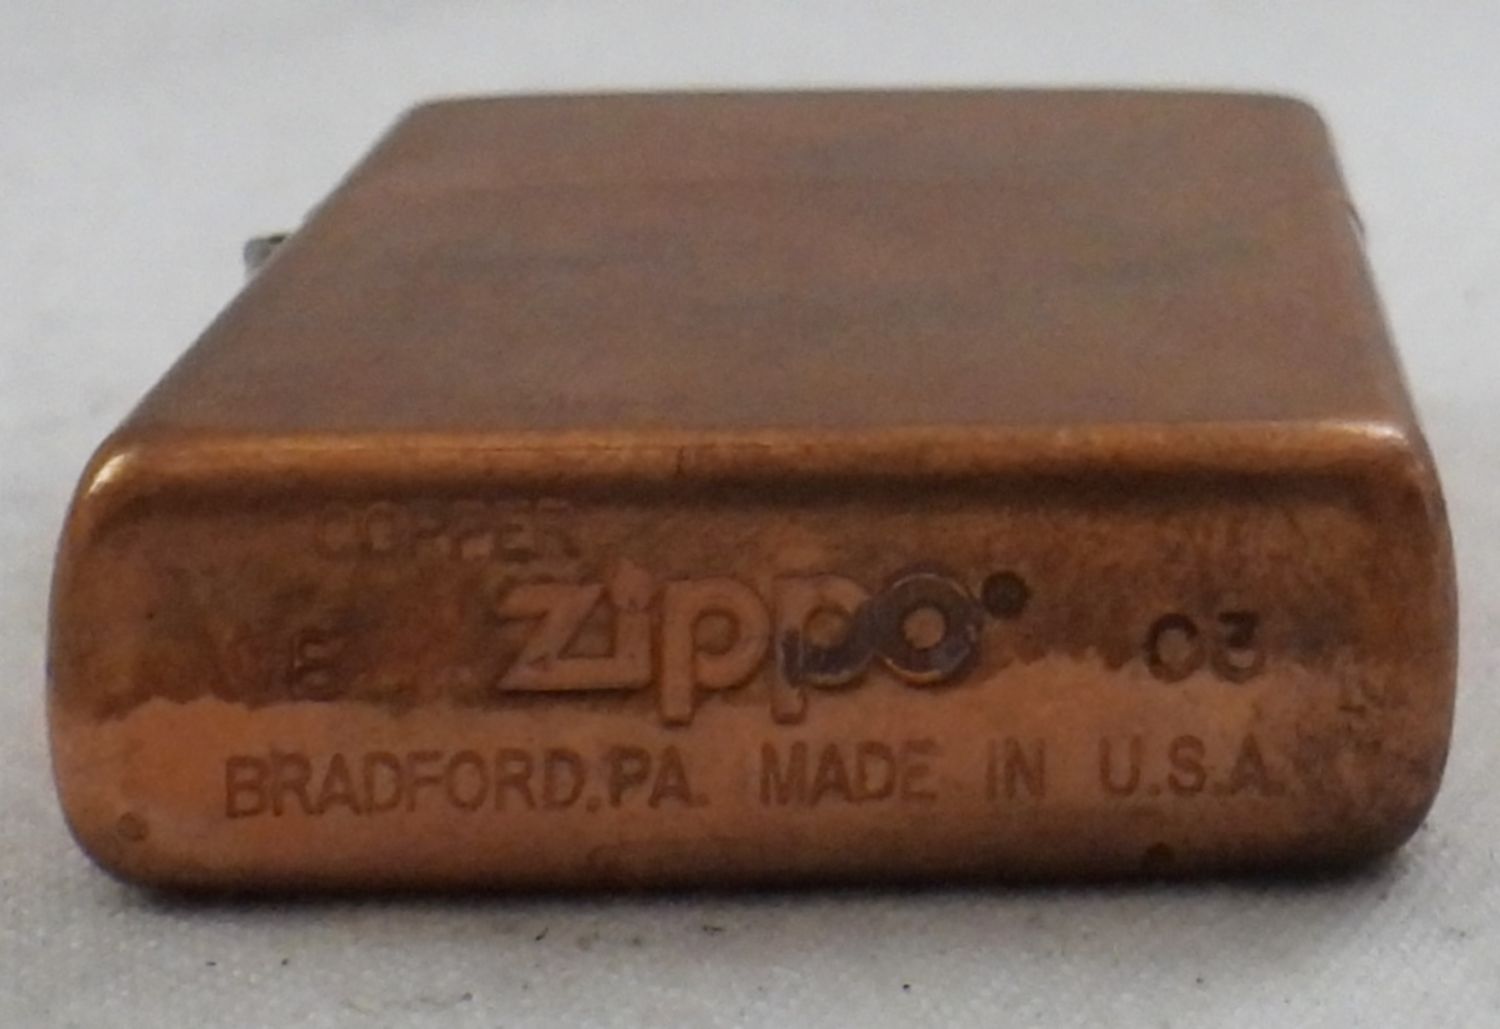 COPPER
E zippo 03
BRADFORD,PA. MADE IN U.S.A.